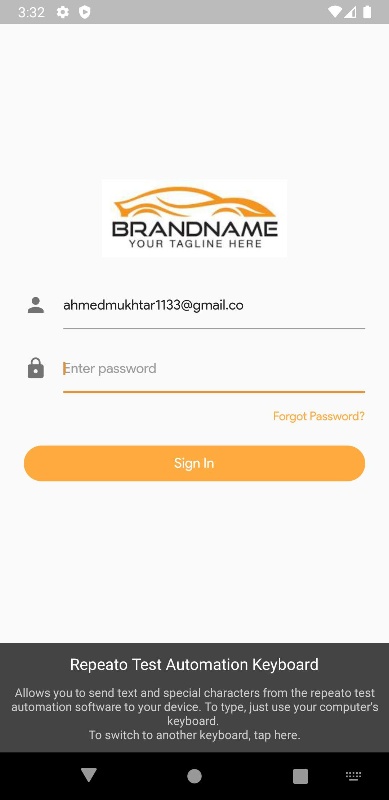 3:32
BRANDNAME
YOUR TAGLINE HERE
ahmedmukhtar1133@gmail.co
Enter password
Forgot Password?
Sign In
Repeato Test Automation Keyboard
Allows you to send text and special characters from the repeato test
automation software to your device. To type, just use your computer's
keyboard.
To switch to another keyboard, tap here.